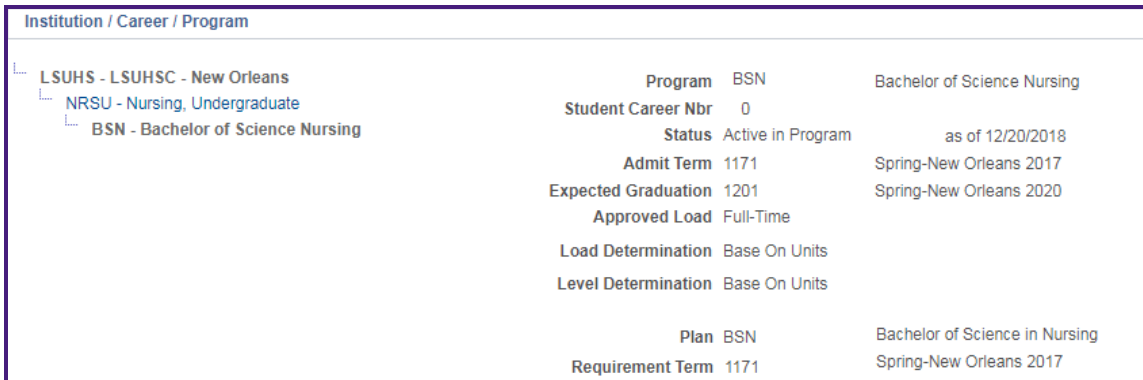 Institution / Career / Program
LSUHS - LSUHSC - New Orleans
NRSU - Nursing, Undergraduate
BSN - Bachelor of Science Nursing
Program BSN Bachelor of Science Nursing
Student Career Nbr 0
Status Active in Program as of 12/20/2018
Admit Term 1171 Spring-New Orleans 2017
Expected Graduation 1201 Spring-New Orleans 2020
Approved Load Full-Time
Load Determination Base On Units
Level Determination Base On Units
Plan BSN Bachelor of Science in Nursing
Requirement Term 1171 Spring-New Orleans 2017